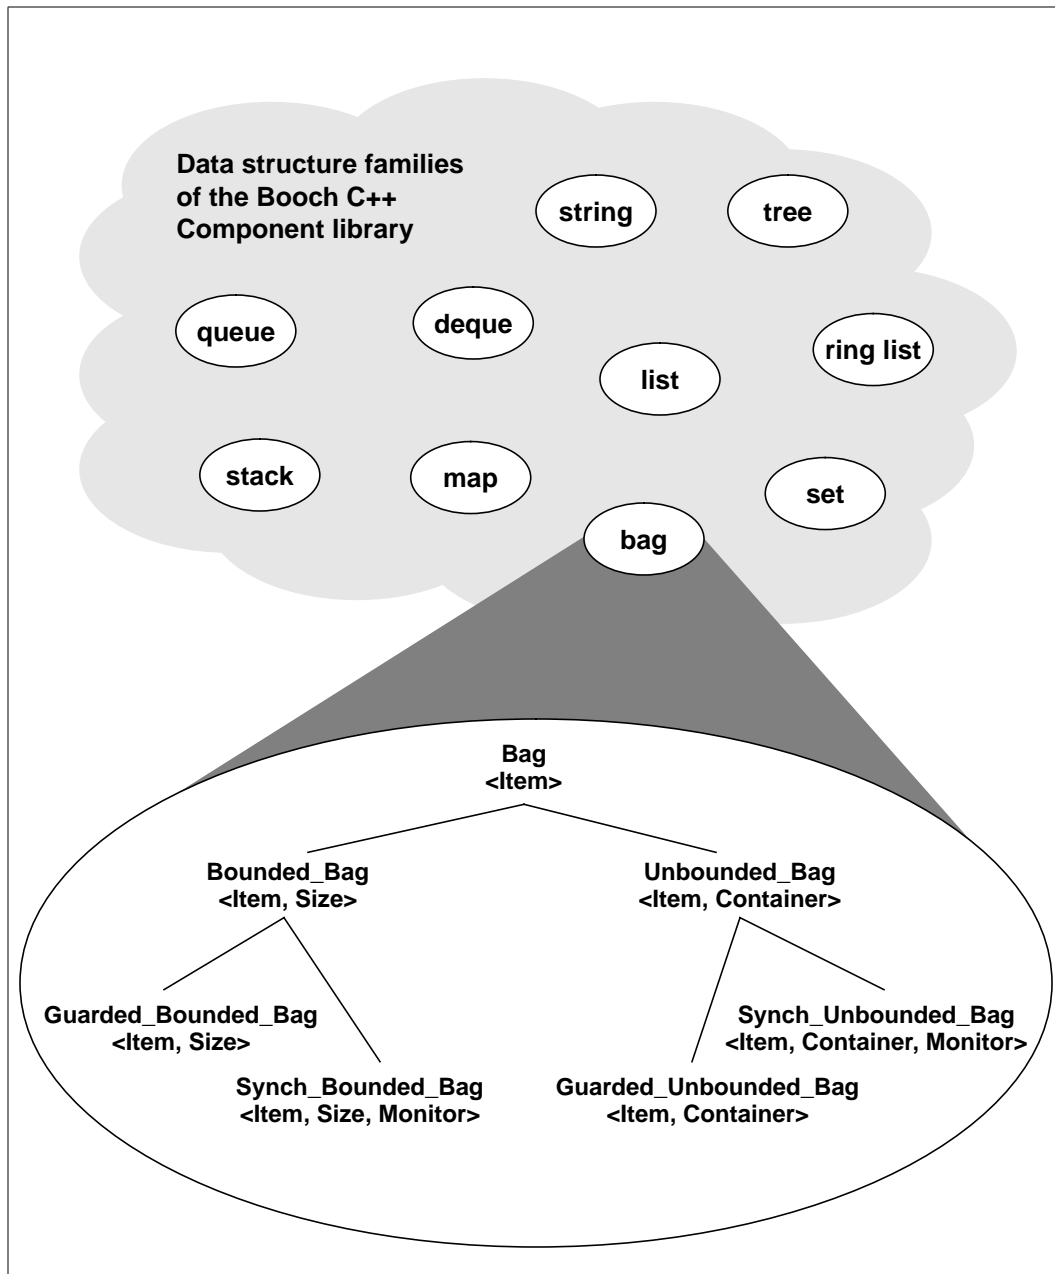 Data structure families
of the Booch C++
Component library
string
tree
queue
deque
list
ring list
stack
map
set
bag
Bag
<Item>
Bounded_Bag
<Item, Size>
Unbounded_Bag
<Item, Container>
Guarded_Bounded_Bag
<Item, Size>
Synch_Unbounded_Bag
<Item, Container, Monitor>
Synch_Bounded_Bag
<Item, Size, Monitor>
Guarded_Unbounded_Bag
<Item, Container>